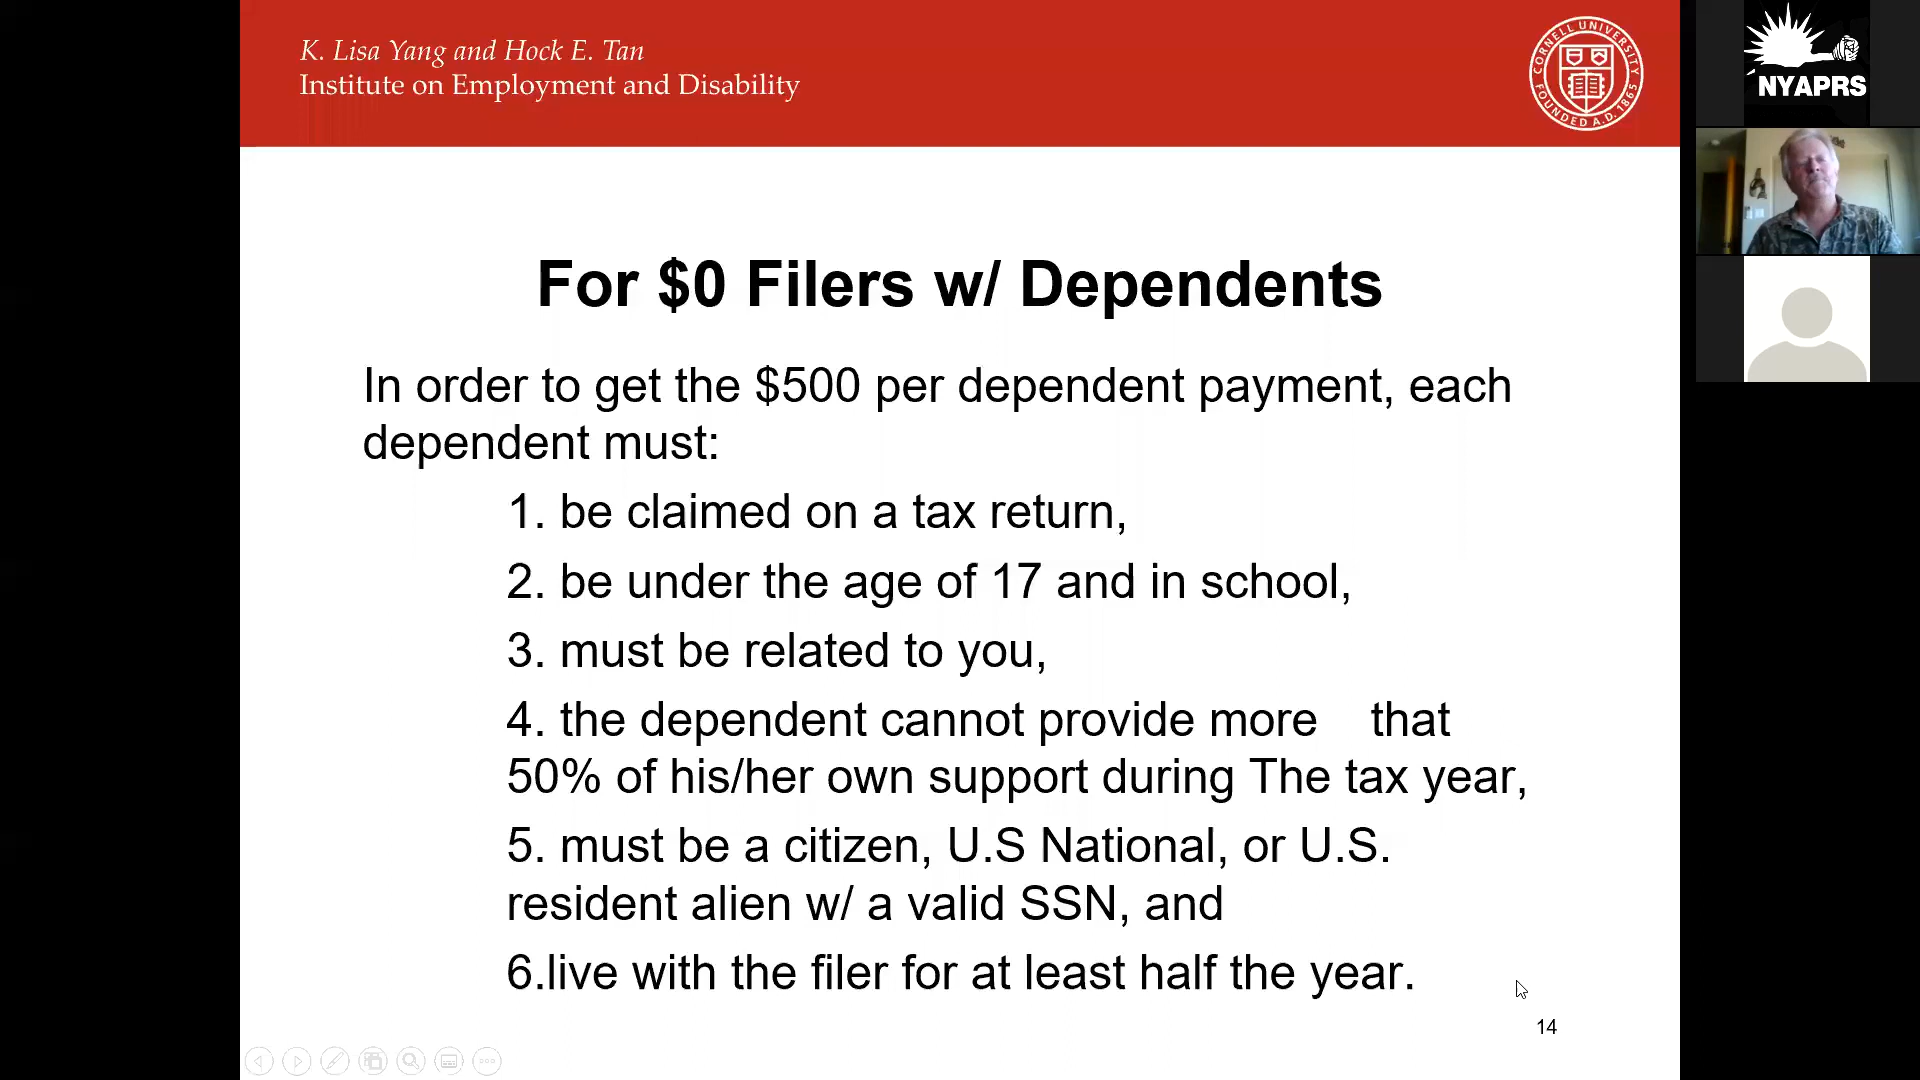 K. Lisa Yang and Hock E. Tan
Institute on Employment and Disability
CORNELL UNIVERSITY
FOUNDED A.D. 1865
NYAPRS
For $0 Filers w/ Dependents
In order to get the $500 per dependent payment, each
dependent must:
1. be claimed on a tax return,
2. be under the age of 17 and in school,
3. must be related to you,
4. the dependent cannot provide more that
50% of his/her own support during The tax year,
5. must be a citizen, U.S National, or U.S.
resident alien w/ a valid SSN, and
6.live with the filer for at least half the year.
14